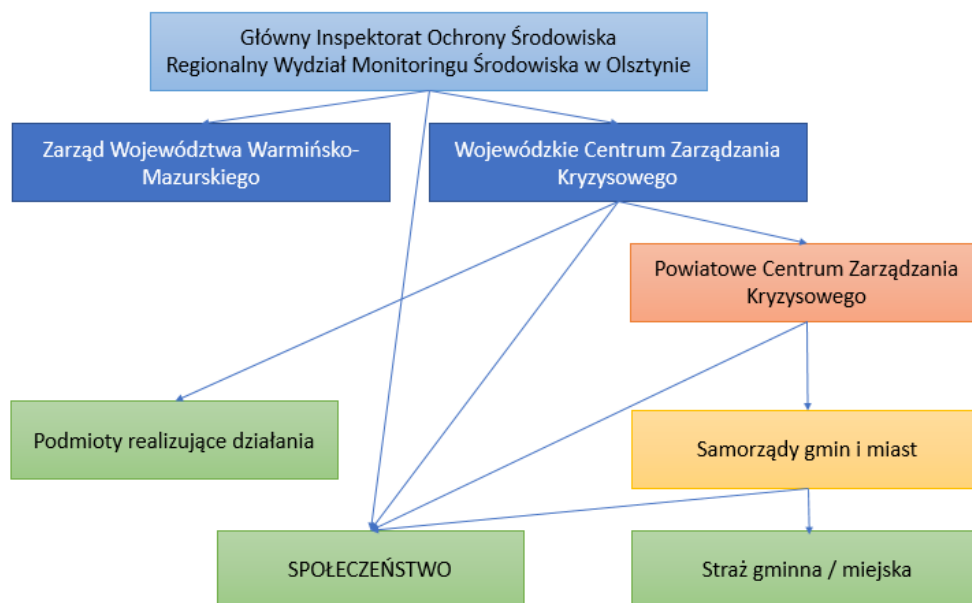 Główny Inspektorat Ochrony Środowiska
Regionalny Wydział Monitoringu Środowiska w Olsztynie
Zarząd Województwa Warmińsko-
Mazurskiego
Wojewódzkie Centrum Zarządzania
Kryzysowego
Powiatowe Centrum Zarządzania
Kryzysowego
Podmioty realizujące działania
Samorządy gmin i miast
SPOŁECZEŃSTWO
Straż gminna / miejska